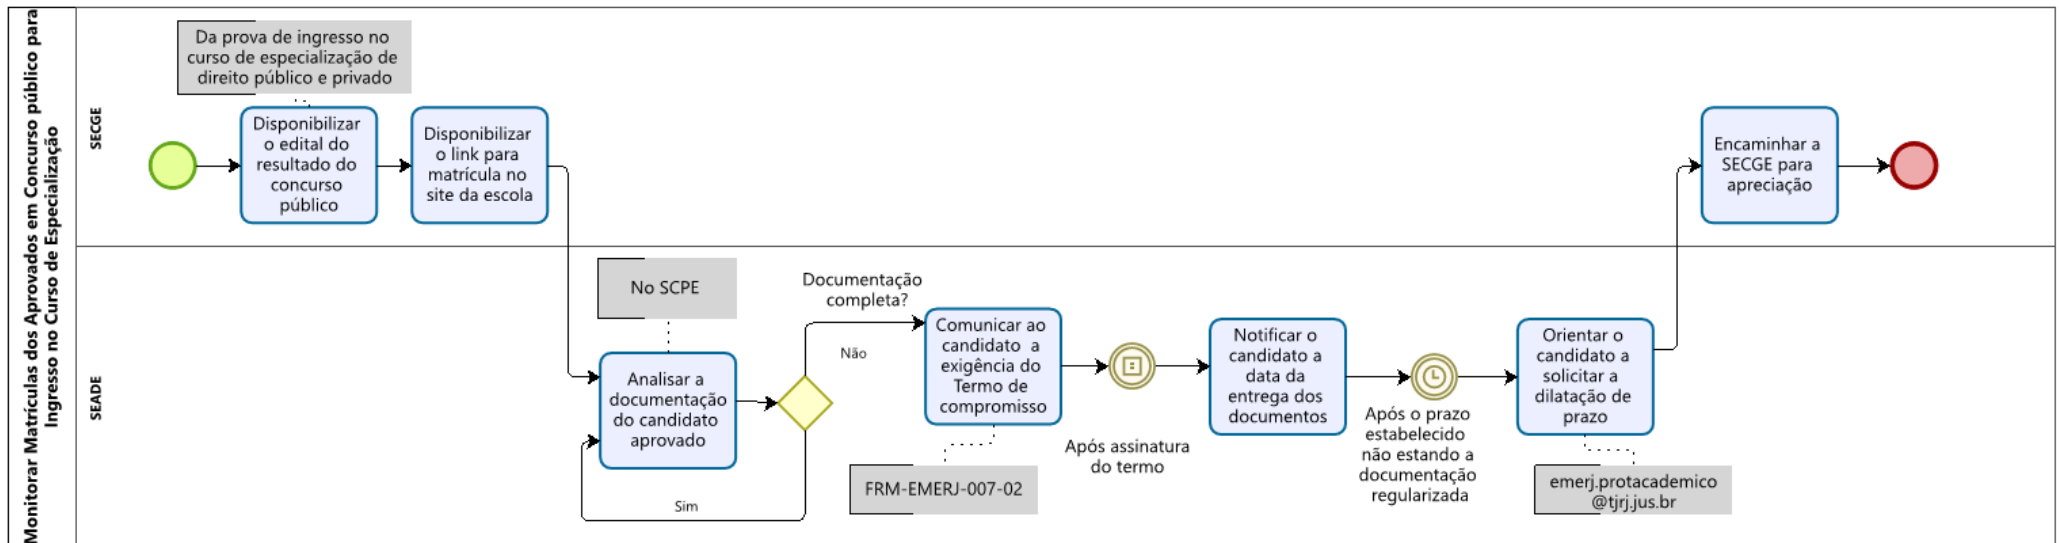 Monitorar Matrículas dos Aprovados em Concurso público para
Ingresso no Curso de Especialização
SECGE
Da prova de ingresso no
curso de especialização de
direito público e privado
Disponibilizar
o edital do
resultado do
concurso
público
Disponibilizar
o link para
matrícula no
site da escola
Encaminhar a
SECGE para
apreciação
SEADE
No SCPE
Analisar a
documentação
do candidato
aprovado
Documentação
completa?
Não
Sim
Comunicar ao
candidato a
exigência do
Termo de
compromisso
FRM-EMERJ-007-02
Após assinatura
do termo
Notificar o
candidato a
data da
entrega dos
documentos
Após o prazo
estabelecido
não estando a
documentação
regularizada
Orientar o
candidato a
solicitar a
dilatação de
prazo
emerj.protacademico
@tjrj.jus.br